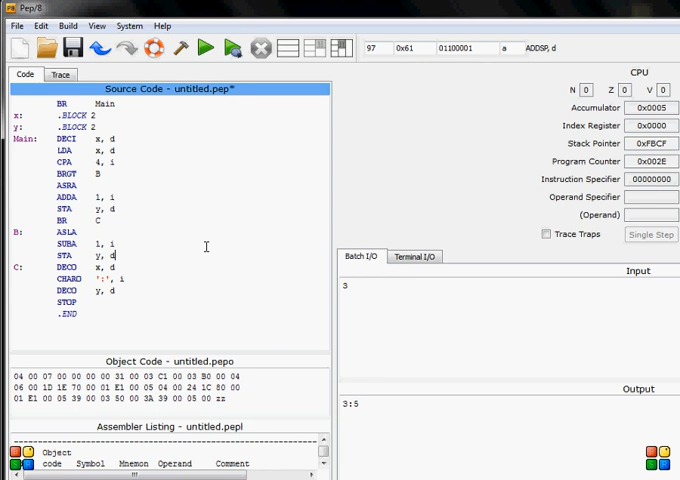 Pep/8
File Edit Build View System Help
97 0x61 01100001 a ADDSP, d
Code Trace
Source Code - untitled.pep*
BR Main
x: .BLOCK 2
y: .BLOCK 2
Main: DECI x, d
LDA x, d
CPA 4, i
BRGT B
ASRA
ADDA 1, i
STA y, d
BR C
B: ASLA
SUBA 1, i
STA y, d
C: DECO x, d
CHARO ':', i
DECO y, d
STOP
.END
Object Code - untitled.pepo
04 00 07 00 00 00 00 31 00 03 C1 00 03 B0 00 04
06 00 1D 1E 70 00 01 E1 00 05 04 00 24 1C 80 00
01 E1 00 05 39 00 03 50 00 3A 39 00 05 00 zz
Assembler Listing - untitled.pepl
Object
code Symbol Mnemon Operand Comment
CPU
N 0 Z 0 V 0
Accumulator 0x0005
Index Register 0x0000
Stack Pointer 0xFBCF
Program Counter 0x002E
Instruction Specifier 00000000
Operand Specifier
(Operand)
Trace Traps Single Step
Batch I/O Terminal I/O
Input
3
Output
3:5